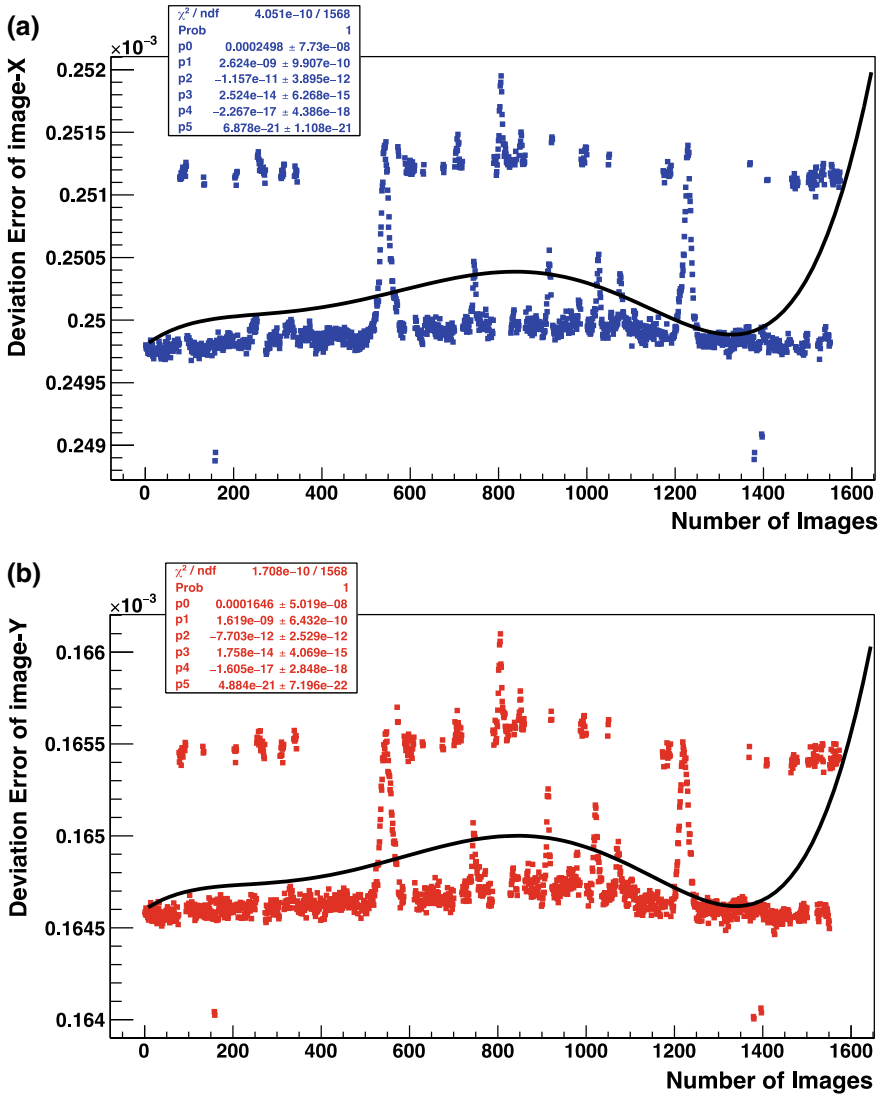 (a)
×10⁻³
χ² / ndf 4.051e−10 / 1568
Prob 1
p0 0.0002498 ± 7.73e−08
p1 2.624e−09 ± 9.907e−10
p2 −1.157e−11 ± 3.895e−12
p3 2.524e−14 ± 6.268e−15
p4 −2.267e−17 ± 4.386e−18
p5 6.878e−21 ± 1.108e−21
Deviation Error of image-X
0.252
0.2515
0.251
0.2505
0.25
0.2495
0.249
0 200 400 600 800 1000 1200 1400 1600
Number of Images
(b)
×10⁻³
χ² / ndf 1.708e−10 / 1568
Prob 1
p0 0.0001646 ± 5.019e−08
p1 1.619e−09 ± 6.432e−10
p2 −7.703e−12 ± 2.529e−12
p3 1.758e−14 ± 4.069e−15
p4 −1.605e−17 ± 2.848e−18
p5 4.884e−21 ± 7.196e−22
Deviation Error of image-Y
0.166
0.1655
0.165
0.1645
0.164
0 200 400 600 800 1000 1200 1400 1600
Number of Images